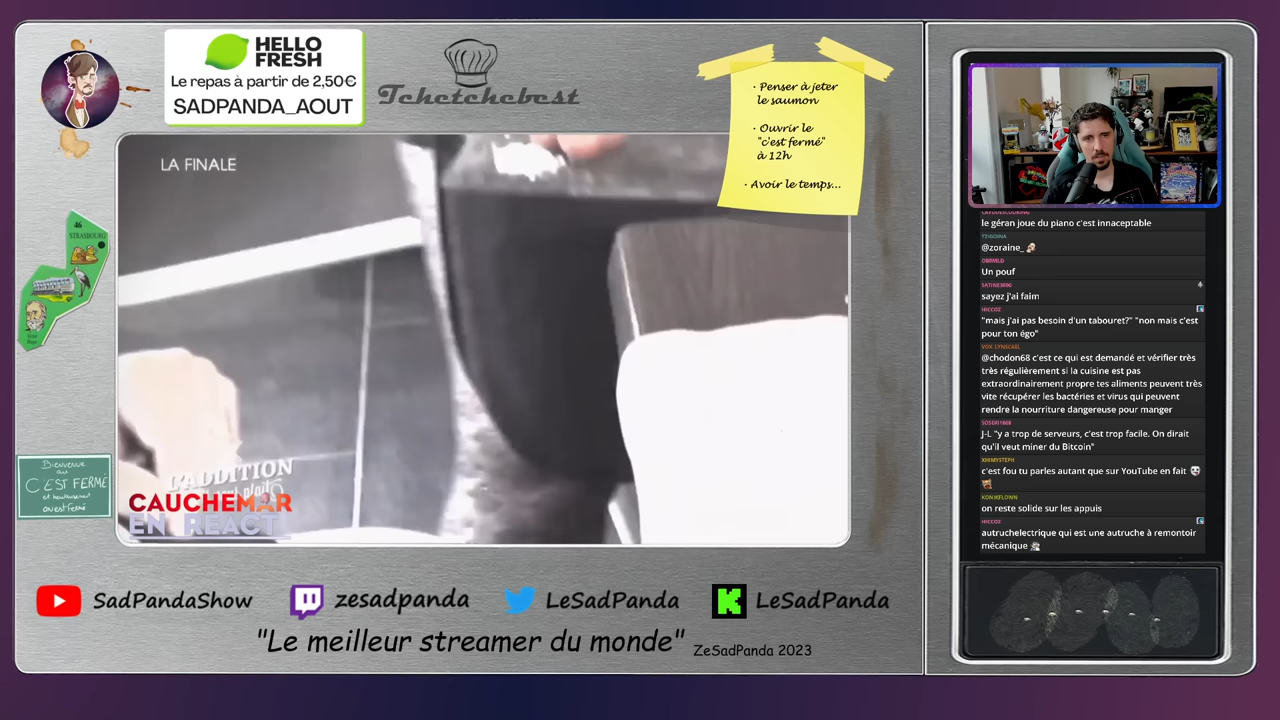 HELLO
FRESH
Le repas à partir de 2,50€
SADPANDA_AOUT
Tchetchebest
· Penser à jeter
le saumon
· Ouvrir le
"c'est fermé"
à 12h
· Avoir le temps...
LA FINALE
46
STRASBOURG
Bienvenue
au
C'EST FERMÉ
L'ADDITION
CAUCHEMAR
EN REACT
SadPandaShow
zesadpanda
LeSadPanda
LeSadPanda
"Le meilleur streamer du monde"
ZeSadPanda 2023
le géran joue du piano c'est innaceptable
@zoraine_
Un pouf
sayez j'ai faim
HICCOZ
"mais j'ai pas besoin d'un tabouret?" "non mais c'est
pour ton égo"
@chodon68 c'est ce qui est demandé et vérifier très
très régulièrement si la cuisine est pas
extraordinairement propre tes aliments peuvent très
vite récupérer les bactéries et virus qui peuvent
rendre la nourriture dangereuse pour manger
J-L "y a trop de serveurs, c'est trop facile. On dirait
qu'il veut miner du Bitcoin"
XHIMYSTEPH
c'est fou tu parles autant que sur YouTube en fait
on reste solide sur les appuis
HICCOZ
autruchelectrique qui est une autruche à remontoir
mécanique